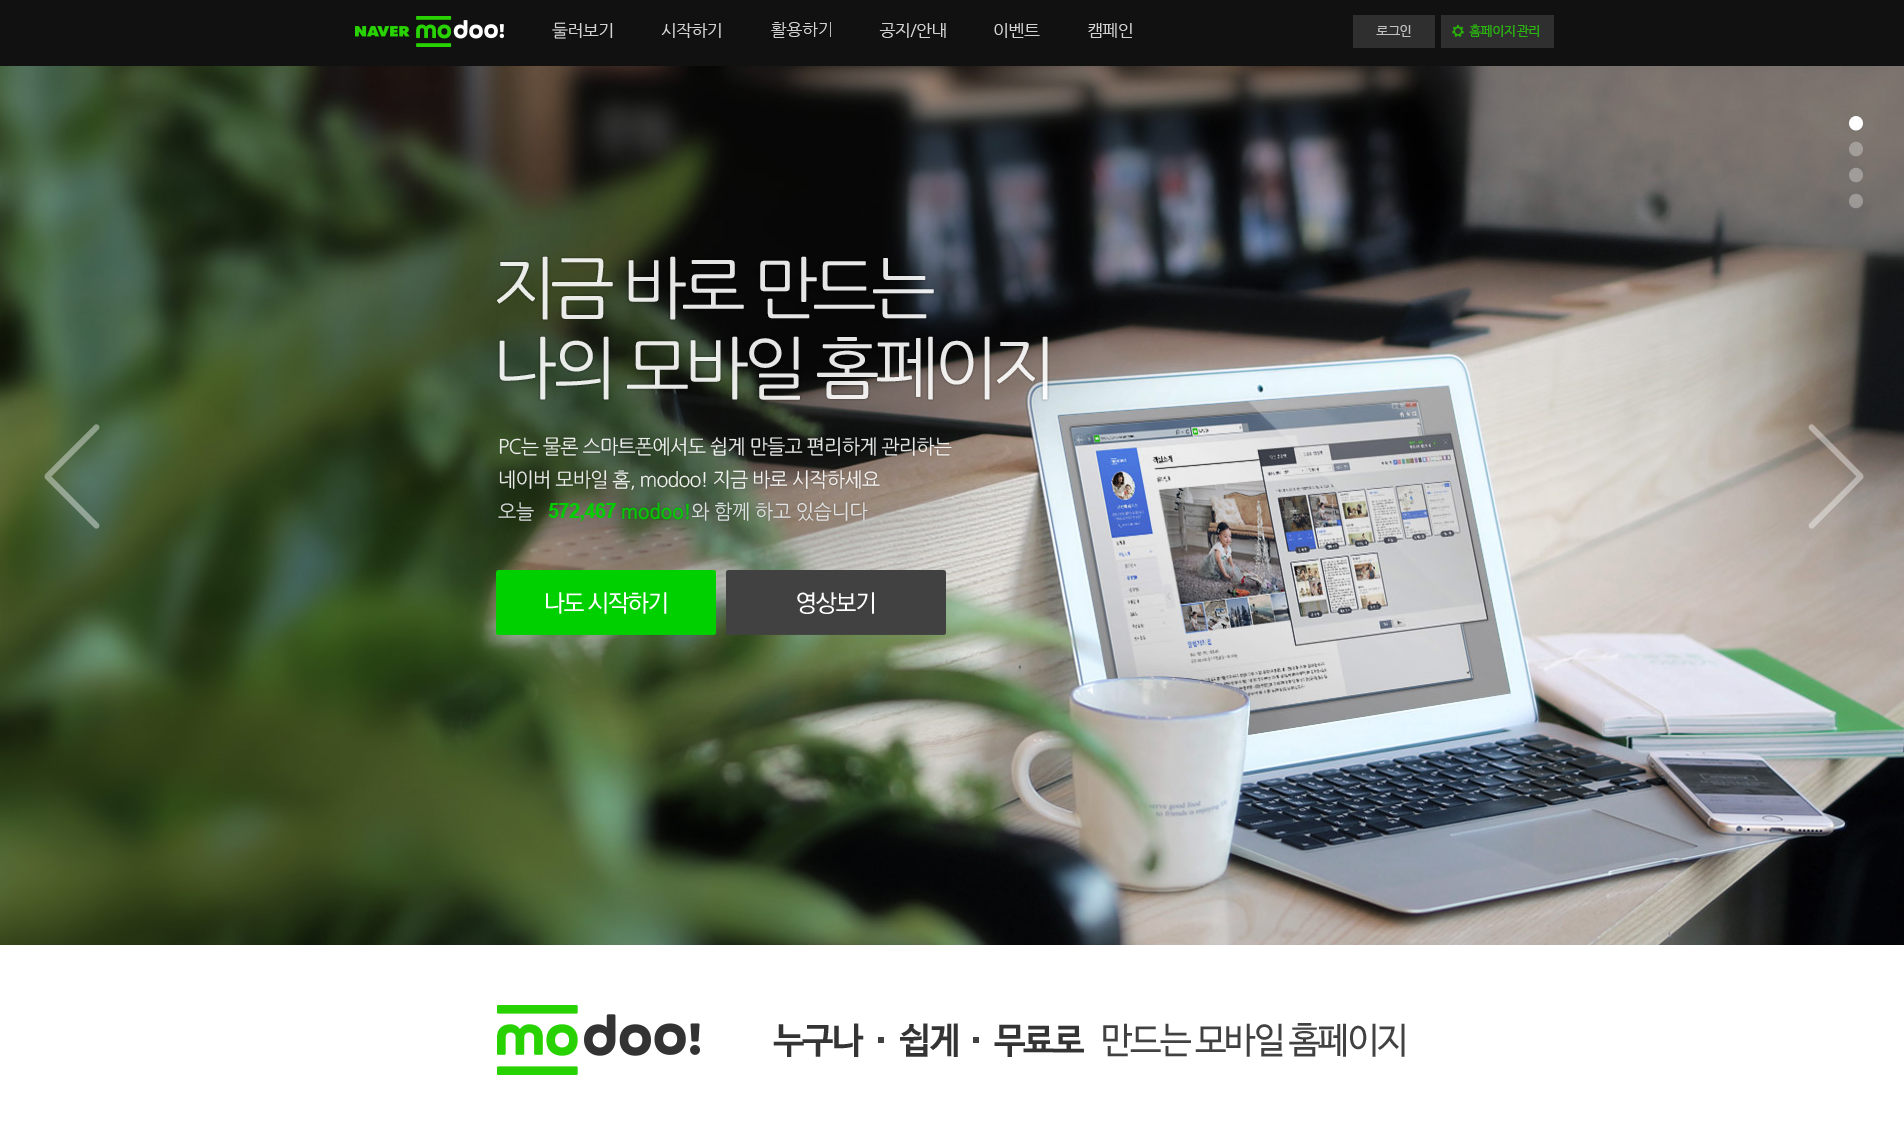 NAVER modoo!
둘러보기
시작하기
활용하기
공지/안내
이벤트
캠페인
로그인
홈페이지관리
지금 바로 만드는
나의 모바일 홈페이지
PC는 물론 스마트폰에서도 쉽게 만들고 편리하게 관리하는
네이버 모바일 홈, modoo! 지금 바로 시작하세요
오늘 572,467 modoo!와 함께 하고 있습니다
나도 시작하기
영상보기
serve good food
to friends is enjoying
modoo!
누구나 · 쉽게 · 무료로 만드는 모바일 홈페이지